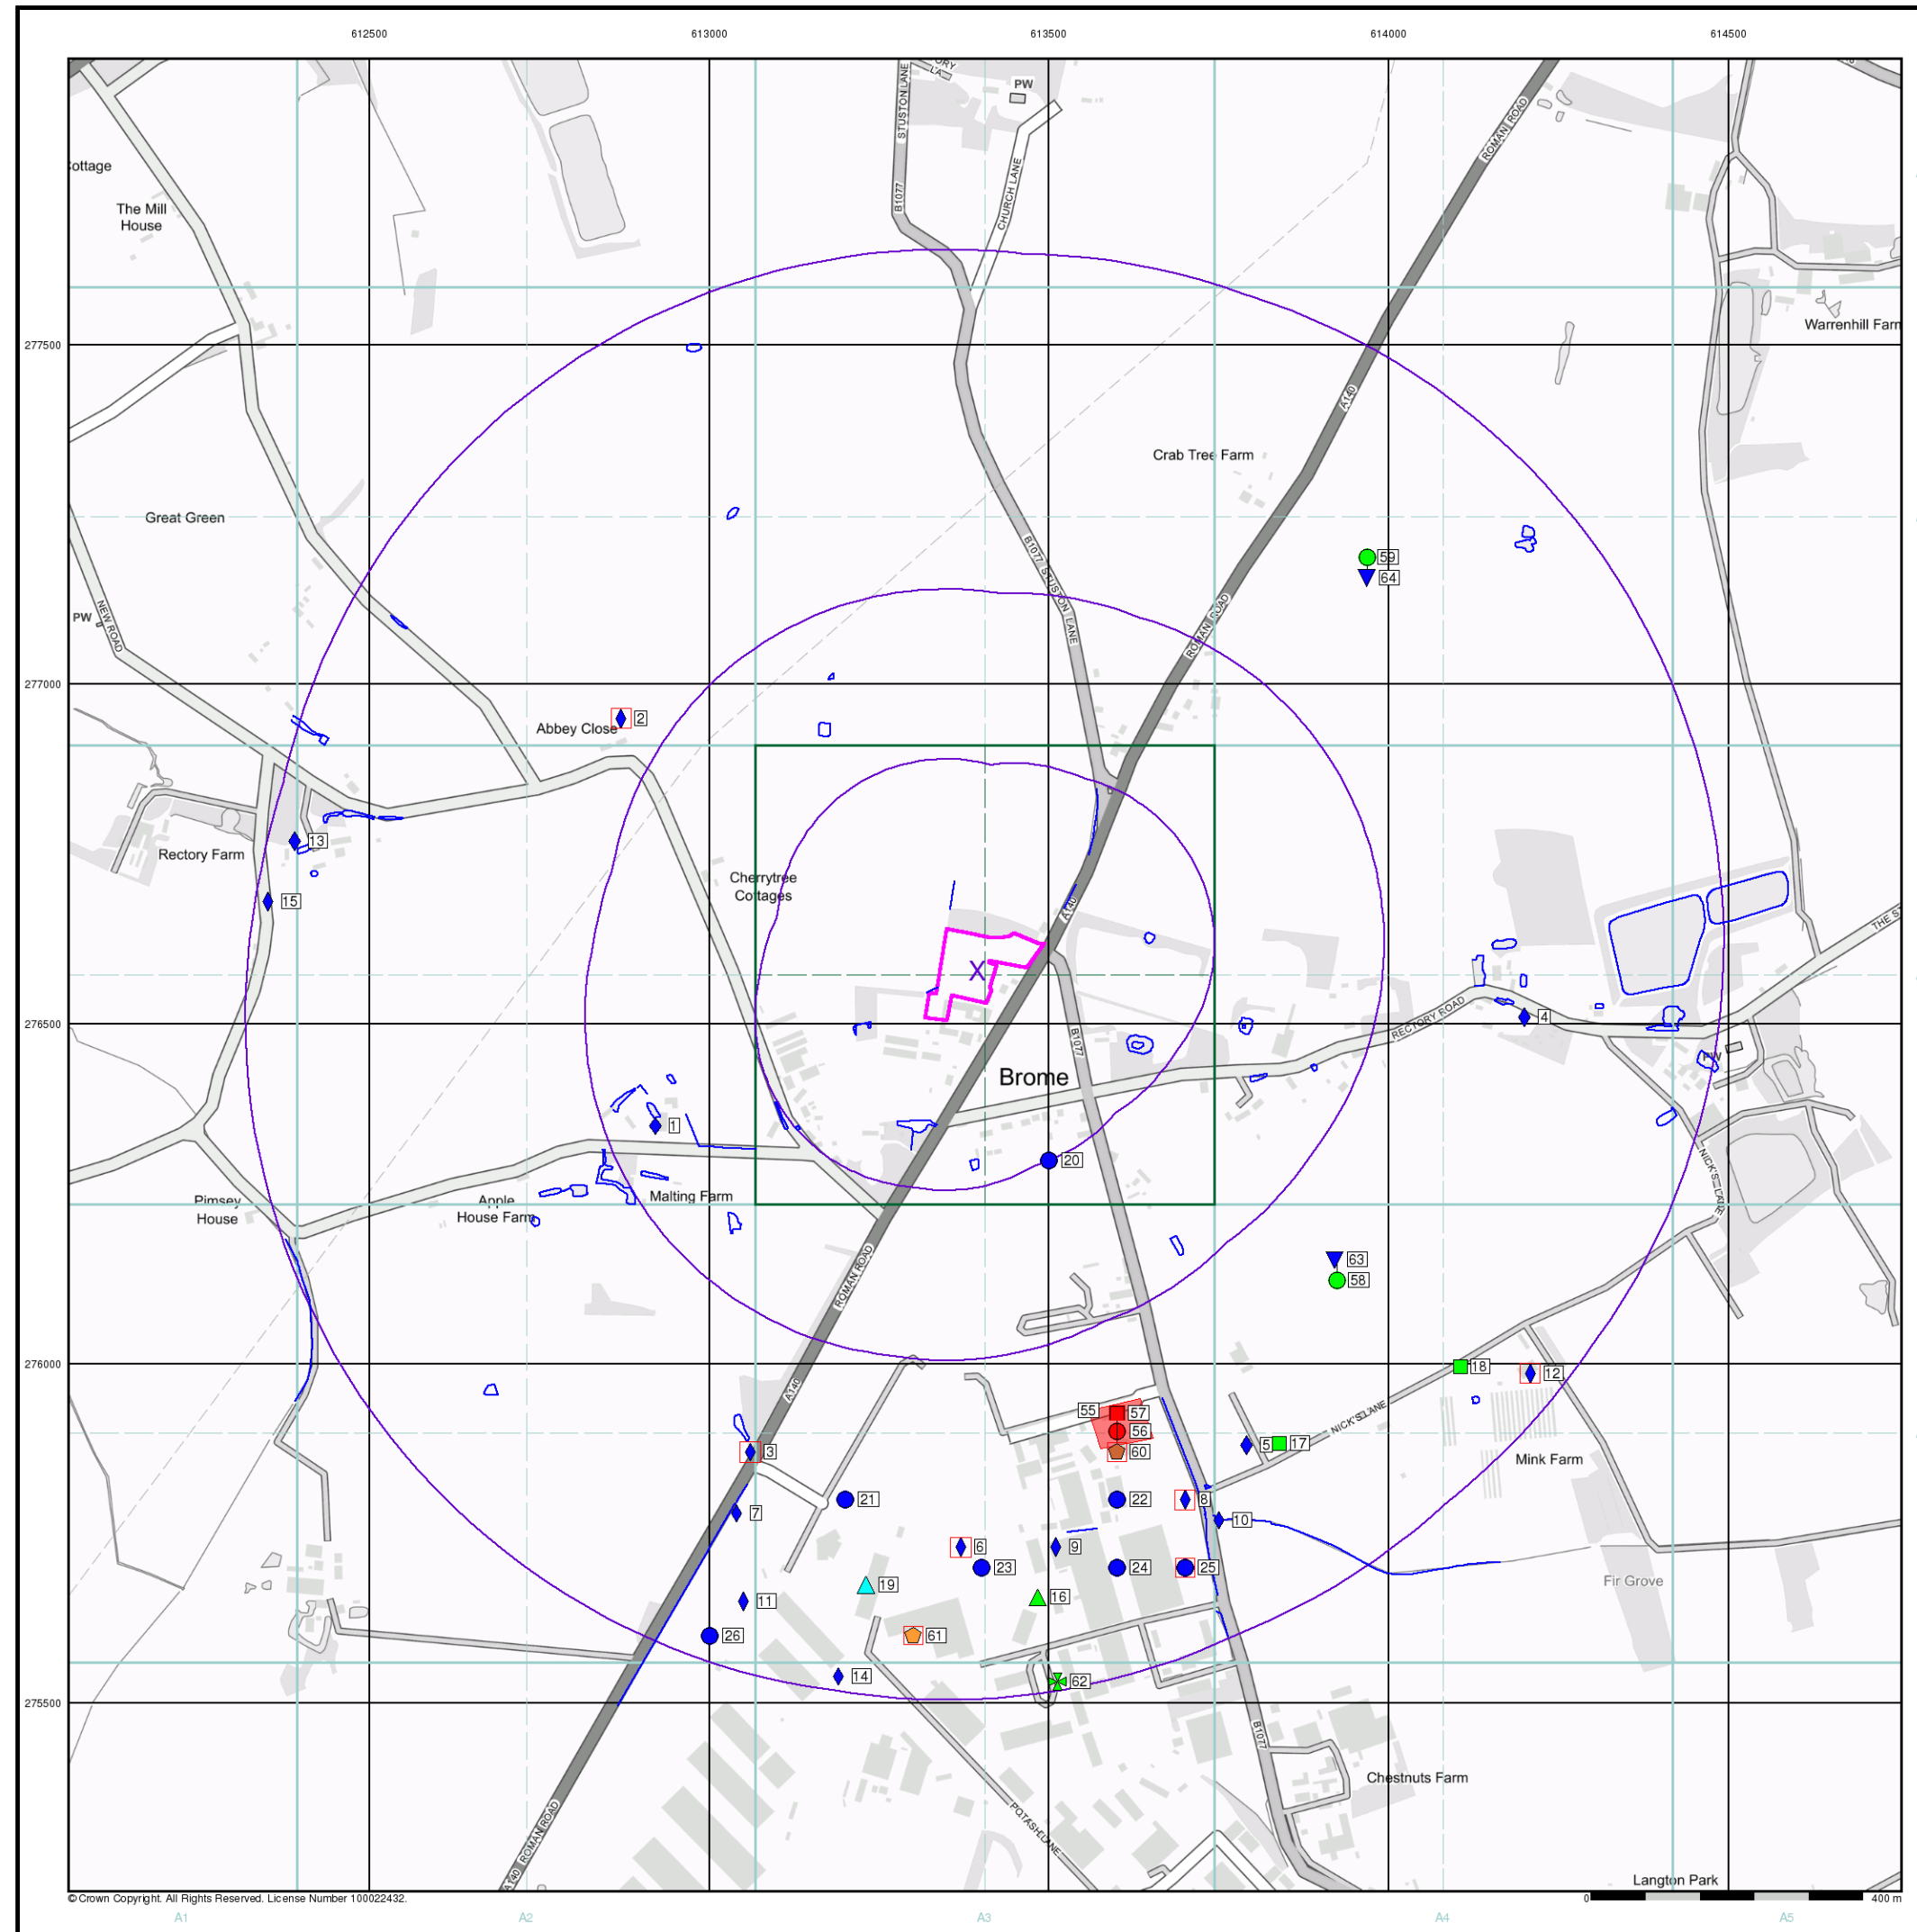 612500 613000 613500 614000 614500
STUSTON LANE
PW
ROMAN ROAD
ottage
The Mill
House
B1077
CHURCH LANE
Warrenhill Farm
277500
A140
Crab Tree Farm
Great Green
B1077 STUSTON LANE
59
64
PW
NEW ROAD
ROMAN ROAD
277000
2
Abbey Close
13
Rectory Farm
Cherrytree
Cottages
15
A140
THE ST
X
276500
4
RECTORY ROAD
B1077
PW
Brome
1
20
NICK'S LANE
Pimsey
House
Apple
House Farm
Malting Farm
63
58
ROMAN ROAD
276000
18
12
A140
55
57
56
60
NICK'S LANE
5
17
3
Mink Farm
21
22
8
7
10
6
9
23
24
25
19
16
Fir Grove
11
26
61
14
62
275500
B1077
Chestnuts Farm
POTASH LANE
A140 ROMAN ROAD
Langton Park
© Crown Copyright. All Rights Reserved. License Number 100022432.
0 400 m
A1 A2 A3 A4 A5